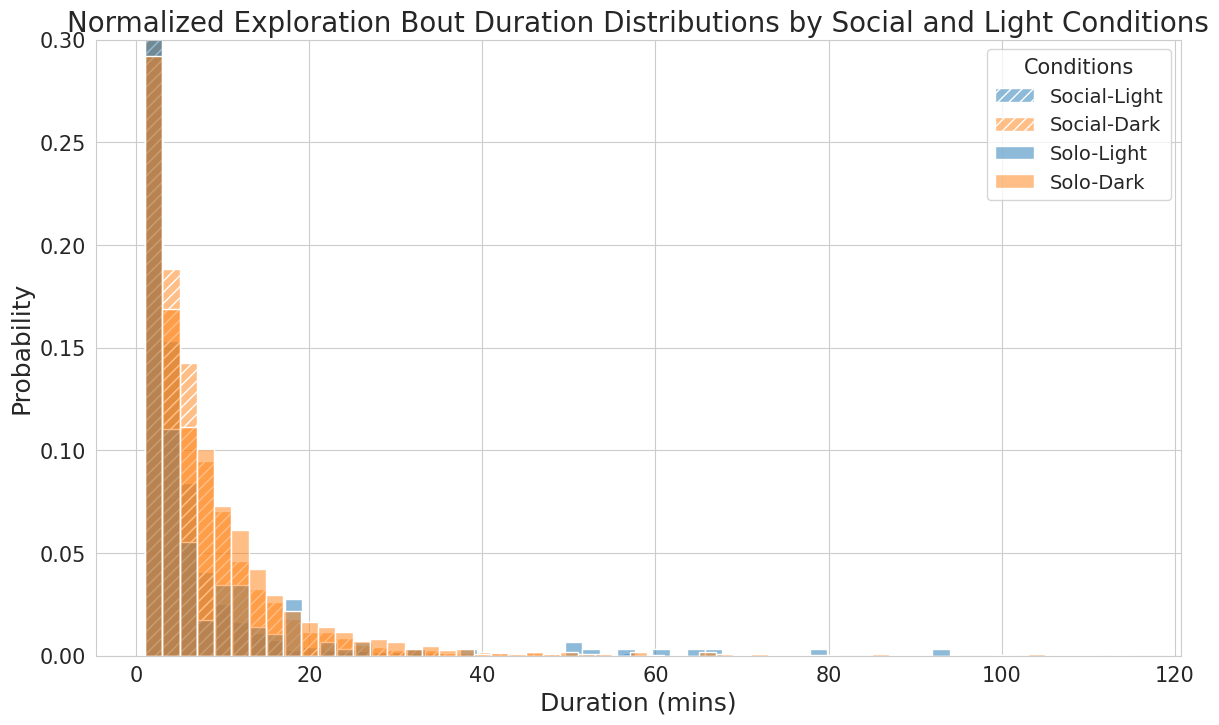 Normalized Exploration Bout Duration Distributions by Social and Light Conditions
0.30
0.25
0.20
0.15
0.10
0.05
0.00
Probability
Conditions
Social-Light
Social-Dark
Solo-Light
Solo-Dark
0 20 40 60 80 100 120
Duration (mins)